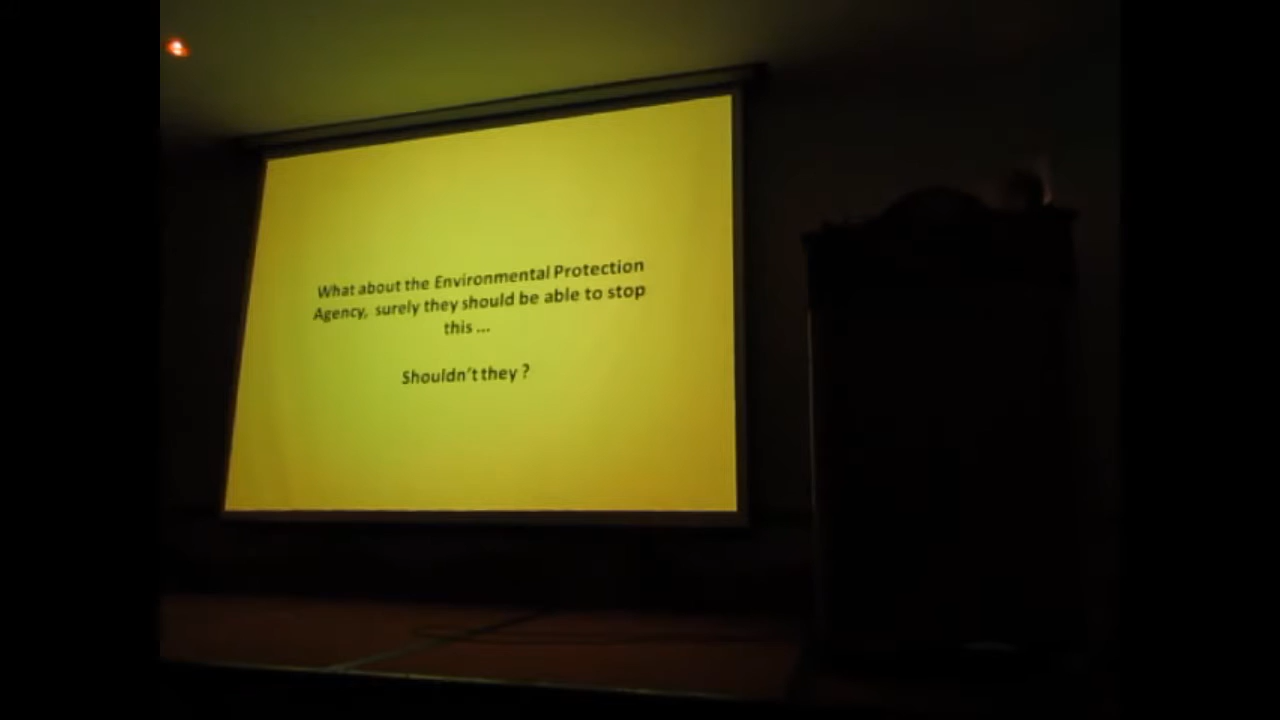 What about the Environmental Protection
Agency, surely they should be able to stop
this ...
Shouldn't they ?